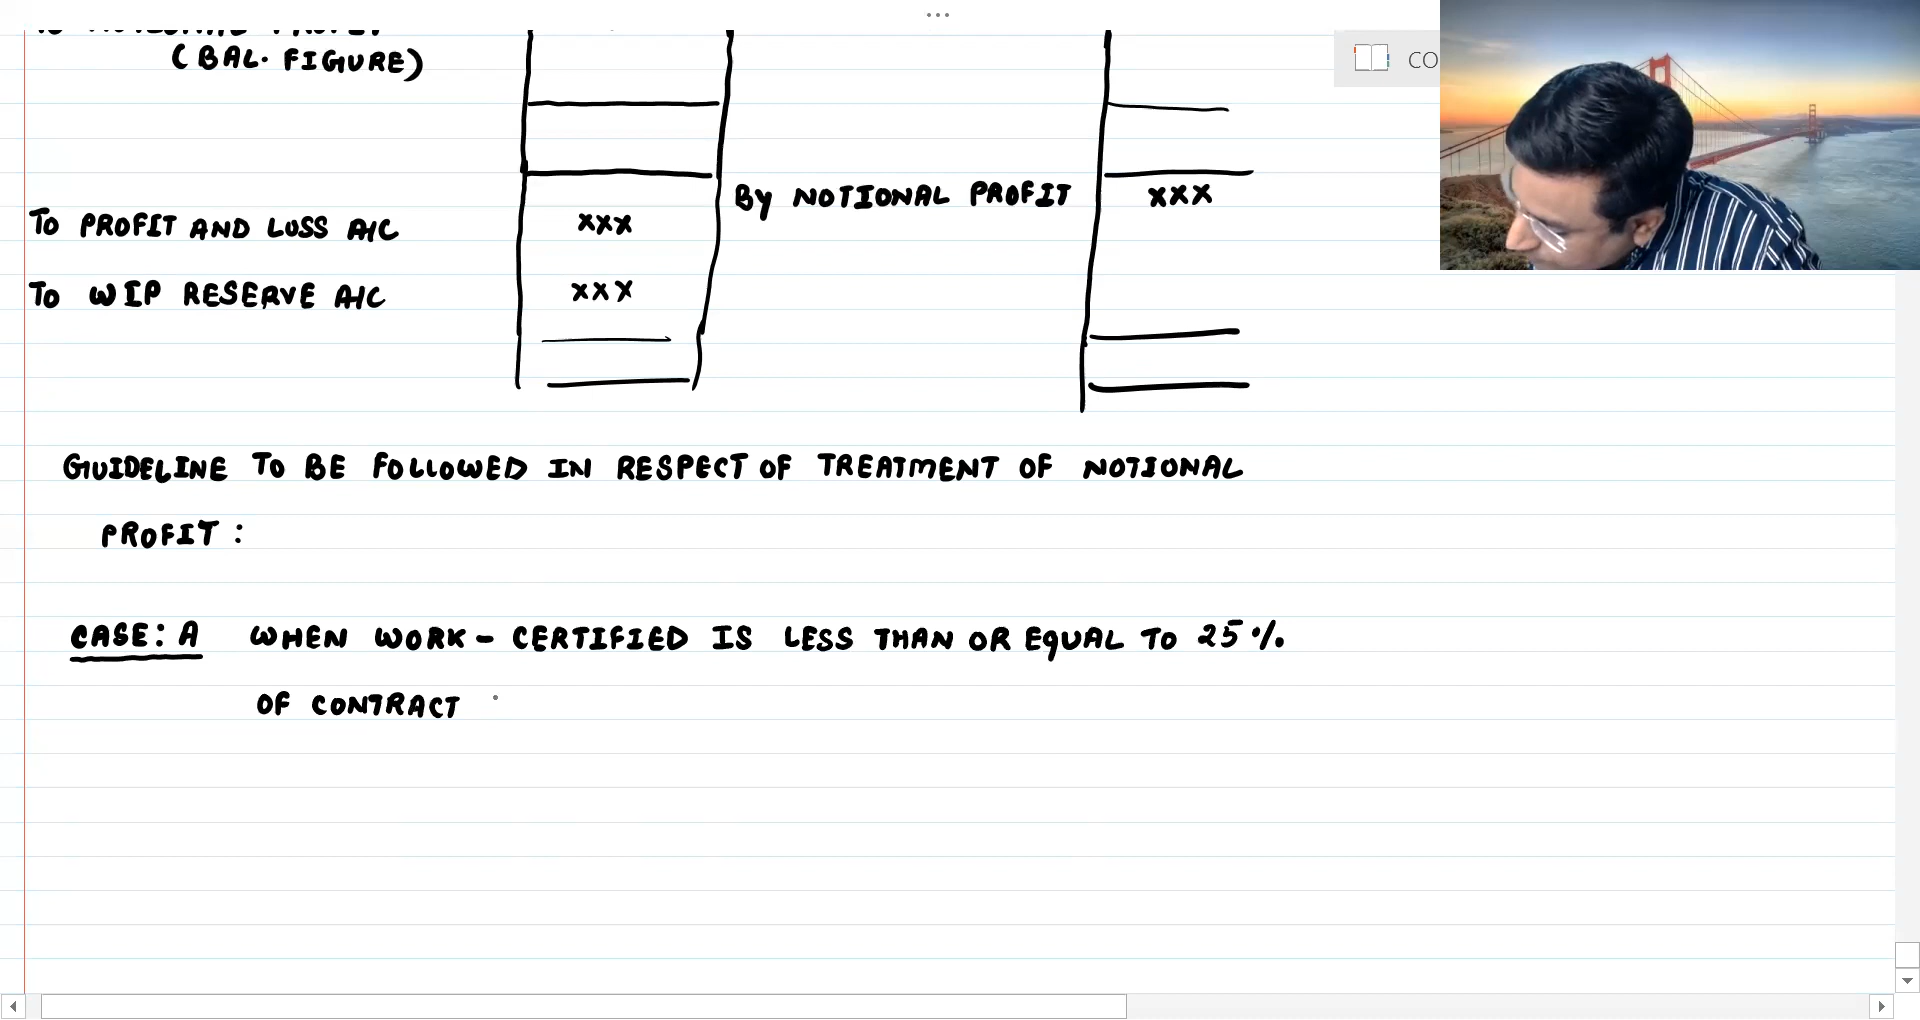 (BAL. FIGURE)
TO PROFIT AND LOSS A/C XXX
BY NOTIONAL PROFIT XXX
TO WIP RESERVE A/C XXX
GUIDELINE TO BE FOLLOWED IN RESPECT OF TREATMENT OF NOTIONAL
PROFIT :
CASE: A WHEN WORK - CERTIFIED IS LESS THAN OR EQUAL TO 25%
OF CONTRACT
CO